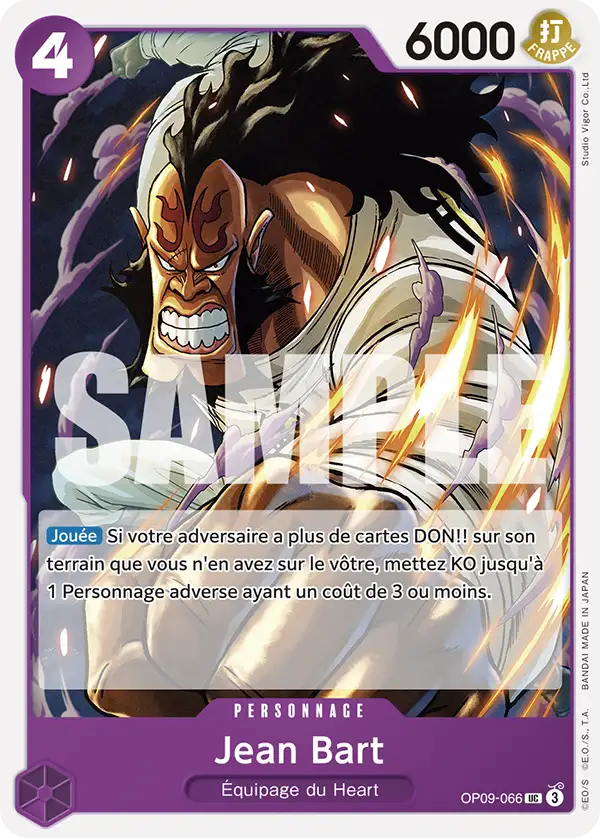 4
6000
打
FRAPPE
Studio Vigor Co.,Ltd
SAMPLE
Jouée Si votre adversaire a plus de cartes DON!! sur son
terrain que vous n'en avez sur le vôtre, mettez KO jusqu'à
1 Personnage adverse ayant un coût de 3 ou moins.
PERSONNAGE
Jean Bart
Équipage du Heart
OP09-066 UC 3
©EO/S ©E.O./S., T.A. BANDAI MADE IN JAPAN